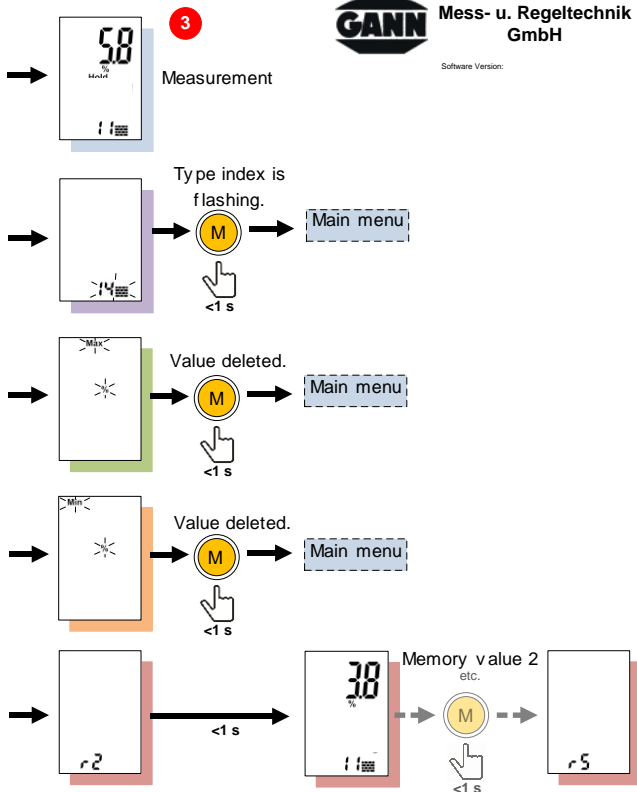 5.8
3
GANN
Mess- u. Regeltechnik
GmbH
%
Hold
Measurement
Software Version:
11
Type index is
flashing.
M
Main menu
14
<1 s
Max
Value deleted.
%
M
Main menu
<1 s
Min
Value deleted.
%
M
Main menu
<1 s
3.8
Memory value 2
etc.
%
M
<1 s
r2
11
r5
<1 s